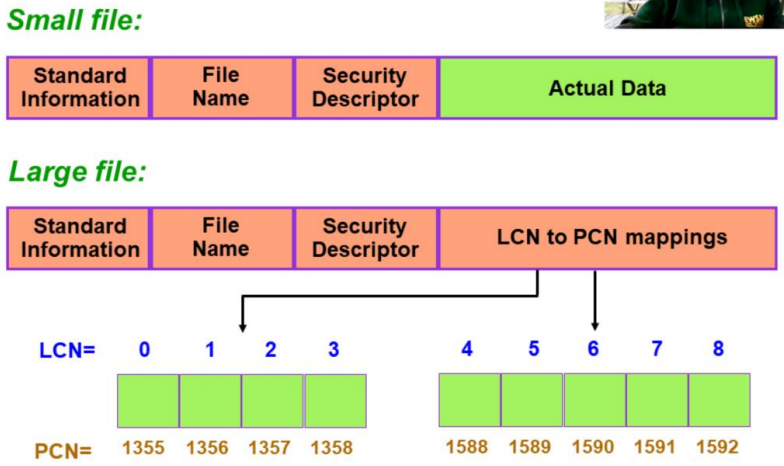 Small file:
Standard Information
File Name
Security Descriptor
Actual Data
Large file:
Standard Information
File Name
Security Descriptor
LCN to PCN mappings
LCN= 0 1 2 3 4 5 6 7 8
PCN= 1355 1356 1357 1358 1588 1589 1590 1591 1592